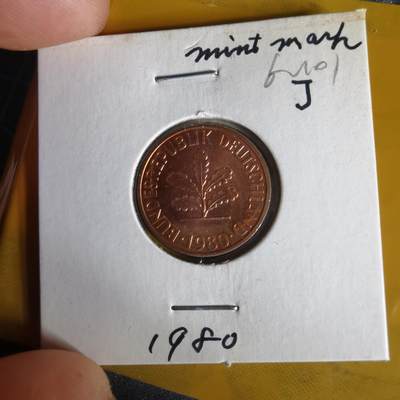 mint mark
J
BUNDESREPUBLIK DEUTSCHLAND
1980
1980